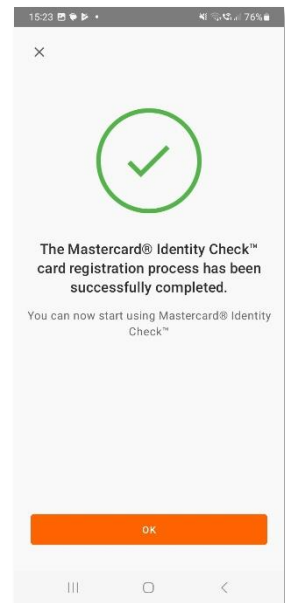 15:23
76%
The Mastercard® Identity Check™
card registration process has been
successfully completed.
You can now start using Mastercard® Identity
Check™
OK